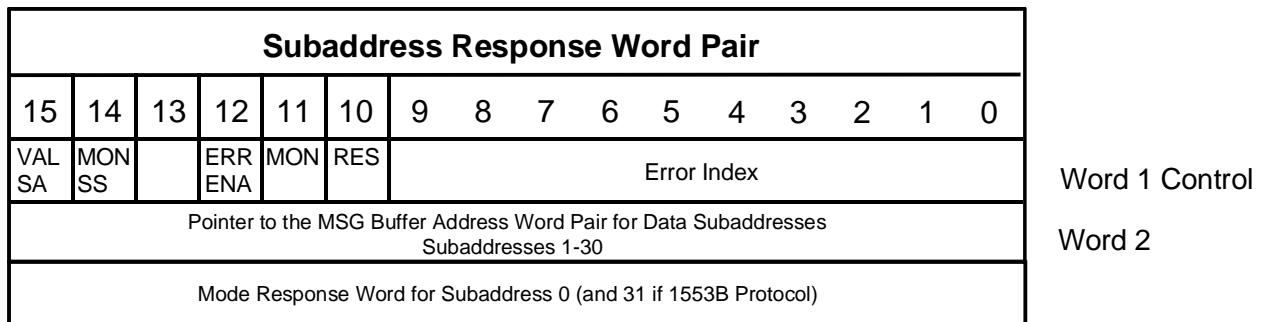 Subaddress Response Word Pair
15 14 13 12 11 10 9 8 7 6 5 4 3 2 1 0
VAL SA MON SS ERR ENA MON RES Error Index
Word 1 Control
Pointer to the MSG Buffer Address Word Pair for Data Subaddresses
Subaddresses 1-30
Word 2
Mode Response Word for Subaddress 0 (and 31 if 1553B Protocol)